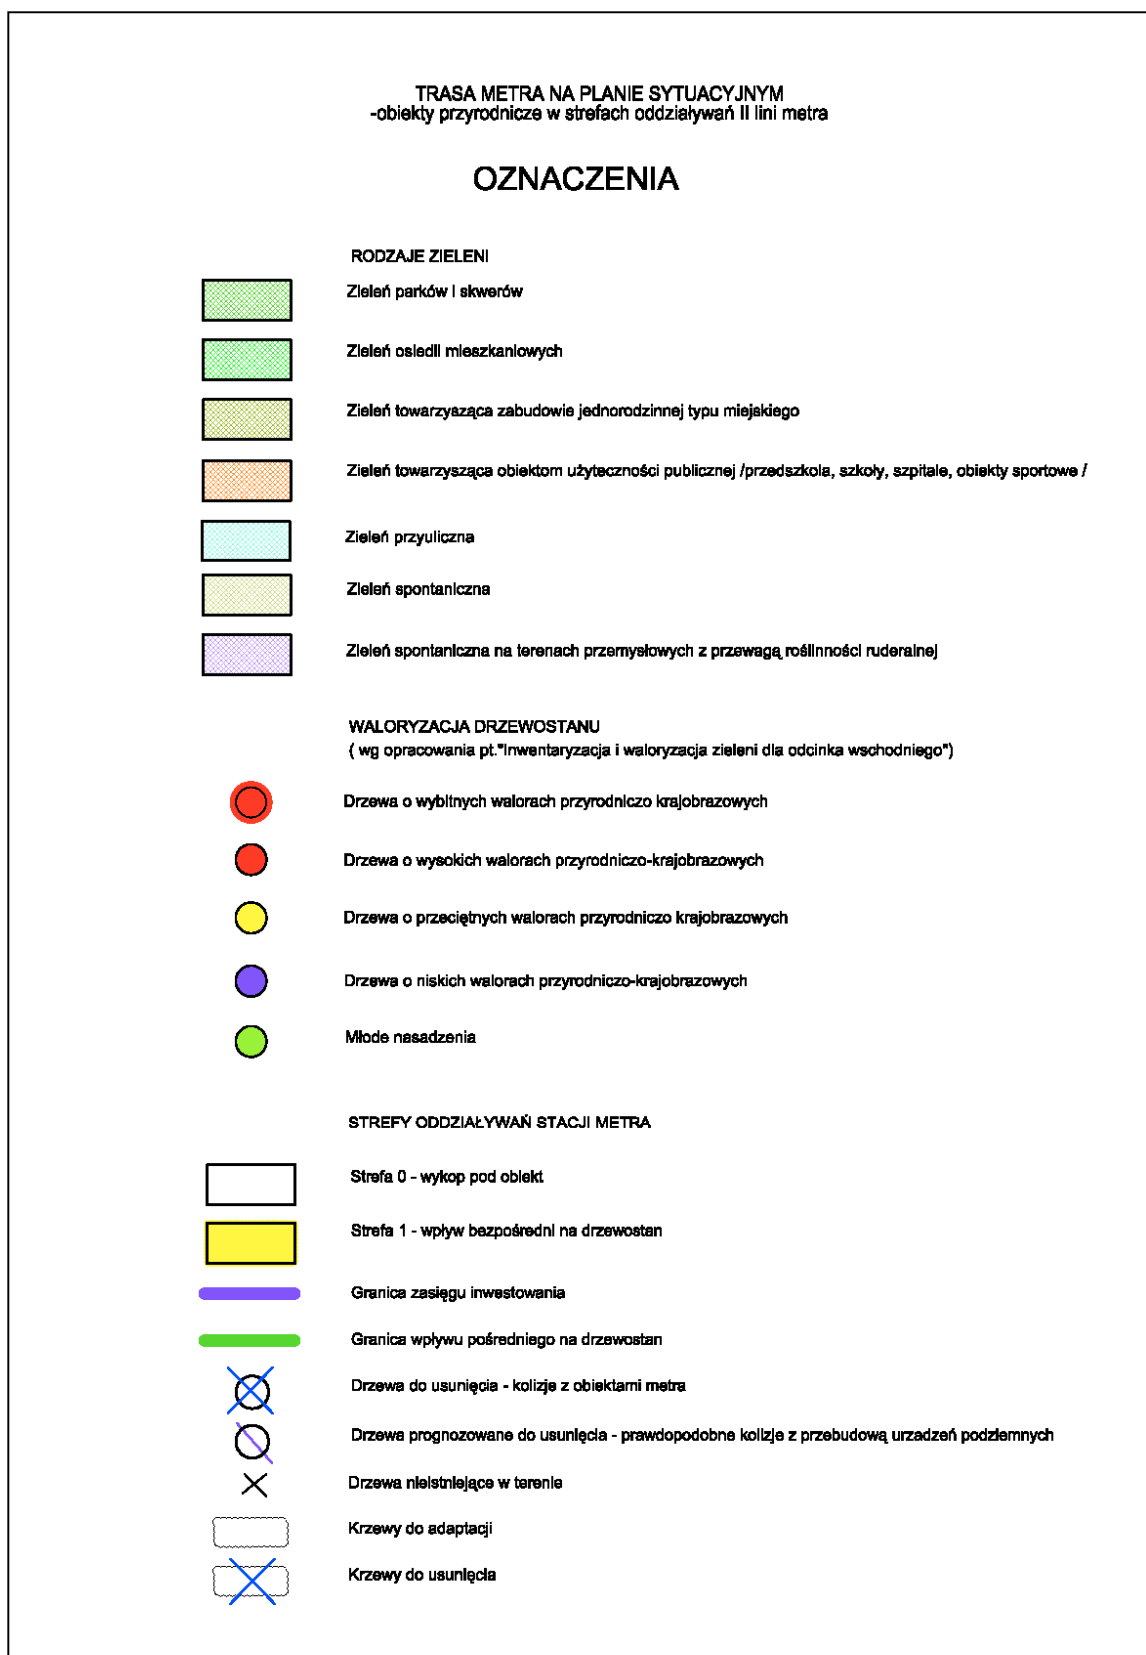 TRASA METRA NA PLANIE SYTUACYJNYM
-obiekty przyrodnicze w strefach oddziaływań II lini metra
OZNACZENIA
RODZAJE ZIELENI
Zieleń parków i skwerów
Zieleń osiedli mieszkaniowych
Zieleń towarzysząca zabudowie jednorodzinnej typu miejskiego
Zieleń towarzysząca obiektom użyteczności publicznej /przedszkola, szkoły, szpitale, obiekty sportowe /
Zieleń przyuliczna
Zieleń spontaniczna
Zieleń spontaniczna na terenach przemysłowych z przewagą roślinności ruderalnej
WALORYZACJA DRZEWOSTANU
( wg opracowania pt."Inwentaryzacja i waloryzacja zieleni dla odcinka wschodniego")
Drzewa o wybitnych walorach przyrodniczo krajobrazowych
Drzewa o wysokich walorach przyrodniczo-krajobrazowych
Drzewa o przeciętnych walorach przyrodniczo krajobrazowych
Drzewa o niskich walorach przyrodniczo-krajobrazowych
Młode nasadzenia
STREFY ODDZIAŁYWAŃ STACJI METRA
Strefa 0 - wykop pod obiekt
Strefa 1 - wpływ bezpośredni na drzewostan
Granica zasięgu inwestowania
Granica wpływu pośredniego na drzewostan
Drzewa do usunięcia - kolizje z obiektami metra
Drzewa prognozowane do usunięcia - prawdopodobne kolizje z przebudową urzadzeń podziemnych
Drzewa nieistniejące w terenie
Krzewy do adaptacji
Krzewy do usunięcia